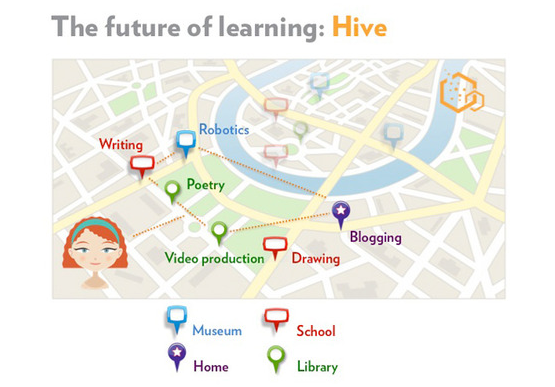 The future of learning: Hive
Robotics
Writing
Poetry
Blogging
Video production
Drawing
Museum
School
Home
Library